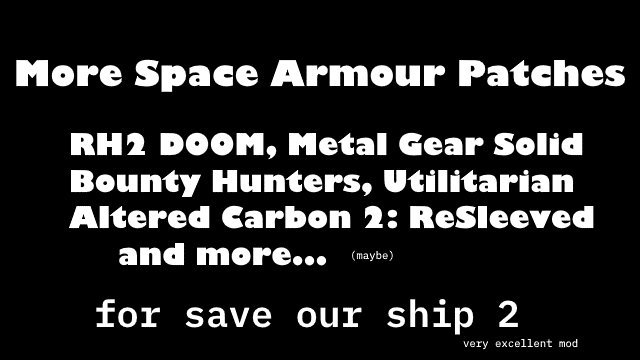 More Space Armour Patches
RH2 DOOM, Metal Gear Solid
Bounty Hunters, Utilitarian
Altered Carbon 2: ReSleeved
and more... (maybe)
for save our ship 2
very excellent mod